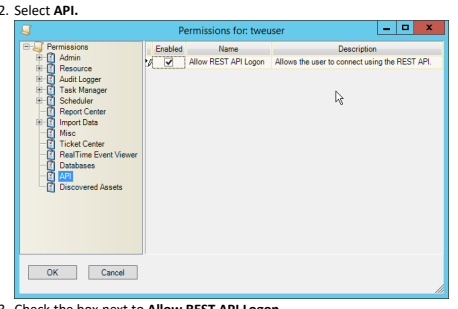 2. Select API.
Permissions for: tweuser
Permissions
Admin
Resource
Audit Logger
Task Manager
Scheduler
Report Center
Import Data
Misc
Ticket Center
RealTime Event Viewer
Databases
API
Discovered Assets
Enabled Name Description
Allow REST API Logon Allows the user to connect using the REST API.
OK Cancel
3. Check the box next to Allow REST API Logon